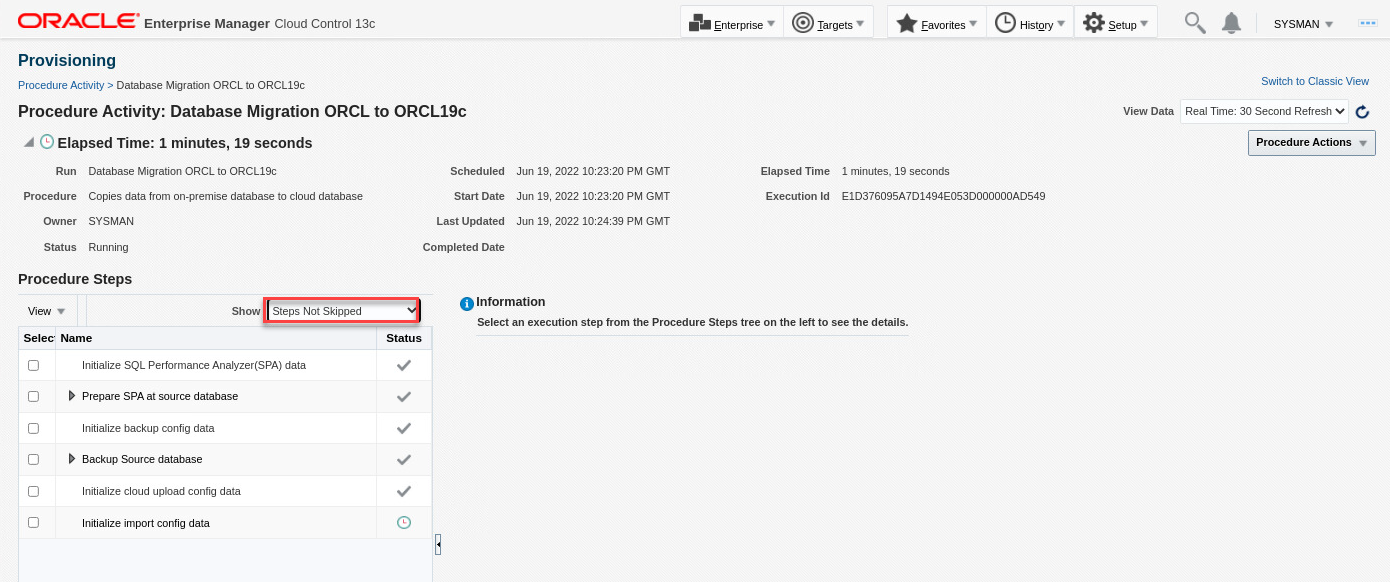 ORACLE Enterprise Manager Cloud Control 13c
Enterprise Targets Favorites History Setup SYSMAN
Provisioning
Procedure Activity > Database Migration ORCL to ORCL19c
Switch to Classic View
Procedure Activity: Database Migration ORCL to ORCL19c
View Data Real Time: 30 Second Refresh
Elapsed Time: 1 minutes, 19 seconds
Procedure Actions
Run Database Migration ORCL to ORCL19c Scheduled Jun 19, 2022 10:23:20 PM GMT Elapsed Time 1 minutes, 19 seconds
Procedure Copies data from on-premise database to cloud database Start Date Jun 19, 2022 10:23:20 PM GMT Execution Id E1D376095A7D1494E053D000000AD549
Owner SYSMAN Last Updated Jun 19, 2022 10:24:39 PM GMT
Status Running Completed Date
Procedure Steps
View Show Steps Not Skipped
Select Name Status
Initialize SQL Performance Analyzer(SPA) data
Prepare SPA at source database
Initialize backup config data
Backup Source database
Initialize cloud upload config data
Initialize import config data
Information
Select an execution step from the Procedure Steps tree on the left to see the details.